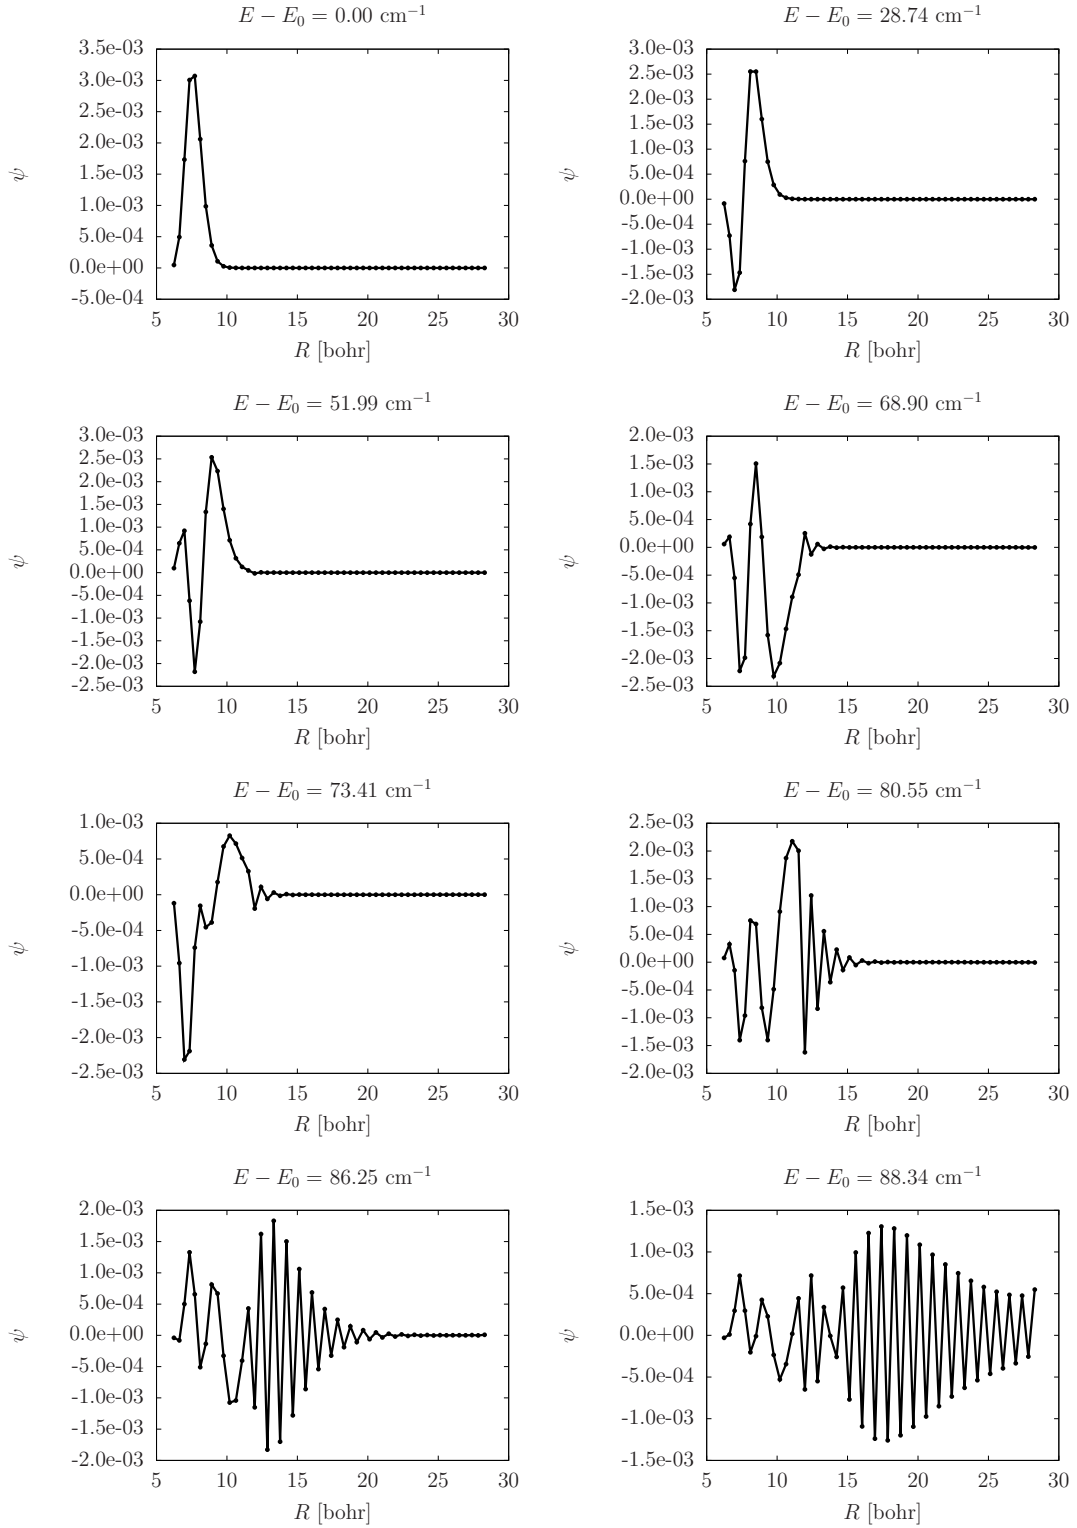 E − E₀ = 0.00 cm⁻¹
3.5e-03
3.0e-03
2.5e-03
2.0e-03
1.5e-03
1.0e-03
5.0e-04
0.0e+00
-5.0e-04
ψ
5 10 15 20 25 30
R [bohr]
E − E₀ = 28.74 cm⁻¹
3.0e-03
2.5e-03
2.0e-03
1.5e-03
1.0e-03
5.0e-04
0.0e+00
-5.0e-04
-1.0e-03
-1.5e-03
-2.0e-03
ψ
5 10 15 20 25 30
R [bohr]
E − E₀ = 51.99 cm⁻¹
3.0e-03
2.5e-03
2.0e-03
1.5e-03
1.0e-03
5.0e-04
0.0e+00
-5.0e-04
-1.0e-03
-1.5e-03
-2.0e-03
-2.5e-03
ψ
5 10 15 20 25 30
R [bohr]
E − E₀ = 68.90 cm⁻¹
2.0e-03
1.5e-03
1.0e-03
5.0e-04
0.0e+00
-5.0e-04
-1.0e-03
-1.5e-03
-2.0e-03
-2.5e-03
ψ
5 10 15 20 25 30
R [bohr]
E − E₀ = 73.41 cm⁻¹
1.0e-03
5.0e-04
0.0e+00
-5.0e-04
-1.0e-03
-1.5e-03
-2.0e-03
-2.5e-03
ψ
5 10 15 20 25 30
R [bohr]
E − E₀ = 80.55 cm⁻¹
2.5e-03
2.0e-03
1.5e-03
1.0e-03
5.0e-04
0.0e+00
-5.0e-04
-1.0e-03
-1.5e-03
-2.0e-03
ψ
5 10 15 20 25 30
R [bohr]
E − E₀ = 86.25 cm⁻¹
2.0e-03
1.5e-03
1.0e-03
5.0e-04
0.0e+00
-5.0e-04
-1.0e-03
-1.5e-03
-2.0e-03
ψ
5 10 15 20 25 30
R [bohr]
E − E₀ = 88.34 cm⁻¹
1.5e-03
1.0e-03
5.0e-04
0.0e+00
-5.0e-04
-1.0e-03
-1.5e-03
ψ
5 10 15 20 25 30
R [bohr]